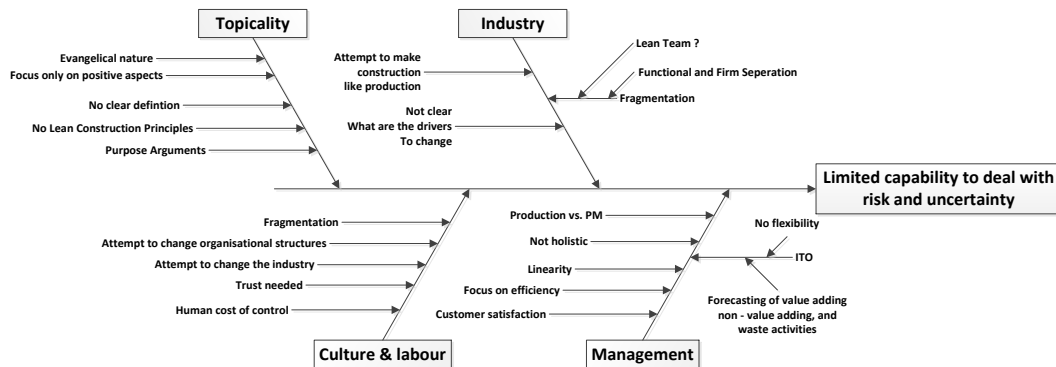 Topicality
Evangelical nature
Focus only on positive aspects
No clear defintion
No Lean Construction Principles
Purpose Arguments
Industry
Attempt to make
construction
like production
Not clear
What are the drivers
To change
Lean Team ?
Functional and Firm Seperation
Fragmentation
Limited capability to deal with
risk and uncertainty
Fragmentation
Attempt to change organisational structures
Attempt to change the industry
Trust needed
Human cost of control
Culture & labour
Production vs. PM
Not holistic
Linearity
Focus on efficiency
Customer satisfaction
No flexibility
ITO
Forecasting of value adding
non - value adding, and
waste activities
Management